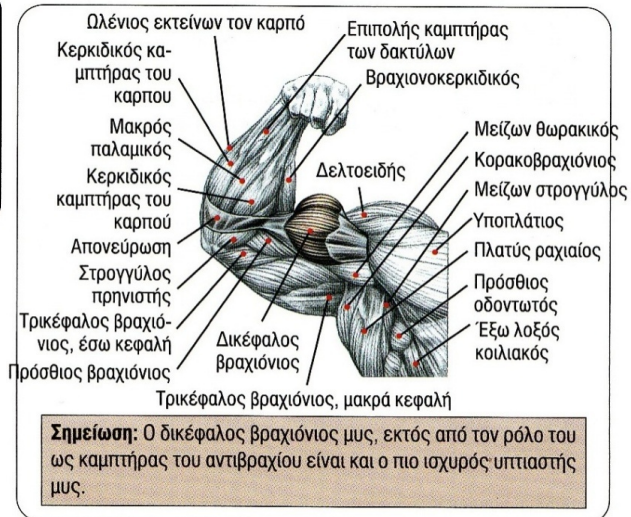 Ωλένιος εκτείνων τον καρπό
Κερκιδικός κα-
μπτήρας του
καρπου
Μακρός
παλαμικός
Κερκιδικός
καμπτήρας του
καρπού
Απονεύρωση
Στρογγύλος
πρηνιστής
Τρικέφαλος βραχιό-
νιος, έσω κεφαλή
Πρόσθιος βραχιόνιος
Επιπολής καμπτήρας
των δακτύλων
Βραχιονοκερκιδικός
Δελτοειδής
Μείζων θωρακικός
Κορακοβραχιόνιος
Μείζων στρογγύλος
Υποπλάτιος
Πλατύς ραχιαίος
Πρόσθιος
οδοντωτός
Έξω λοξός
κοιλιακός
Δικέφαλος
βραχιόνιος
Τρικέφαλος βραχιόνιος, μακρά κεφαλή
Σημείωση: Ο δικέφαλος βραχιόνιος μυς, εκτός από τον ρόλο του
ως καμπτήρας του αντιβραχίου είναι και ο πιο ισχυρός υπτιαστής
μυς.